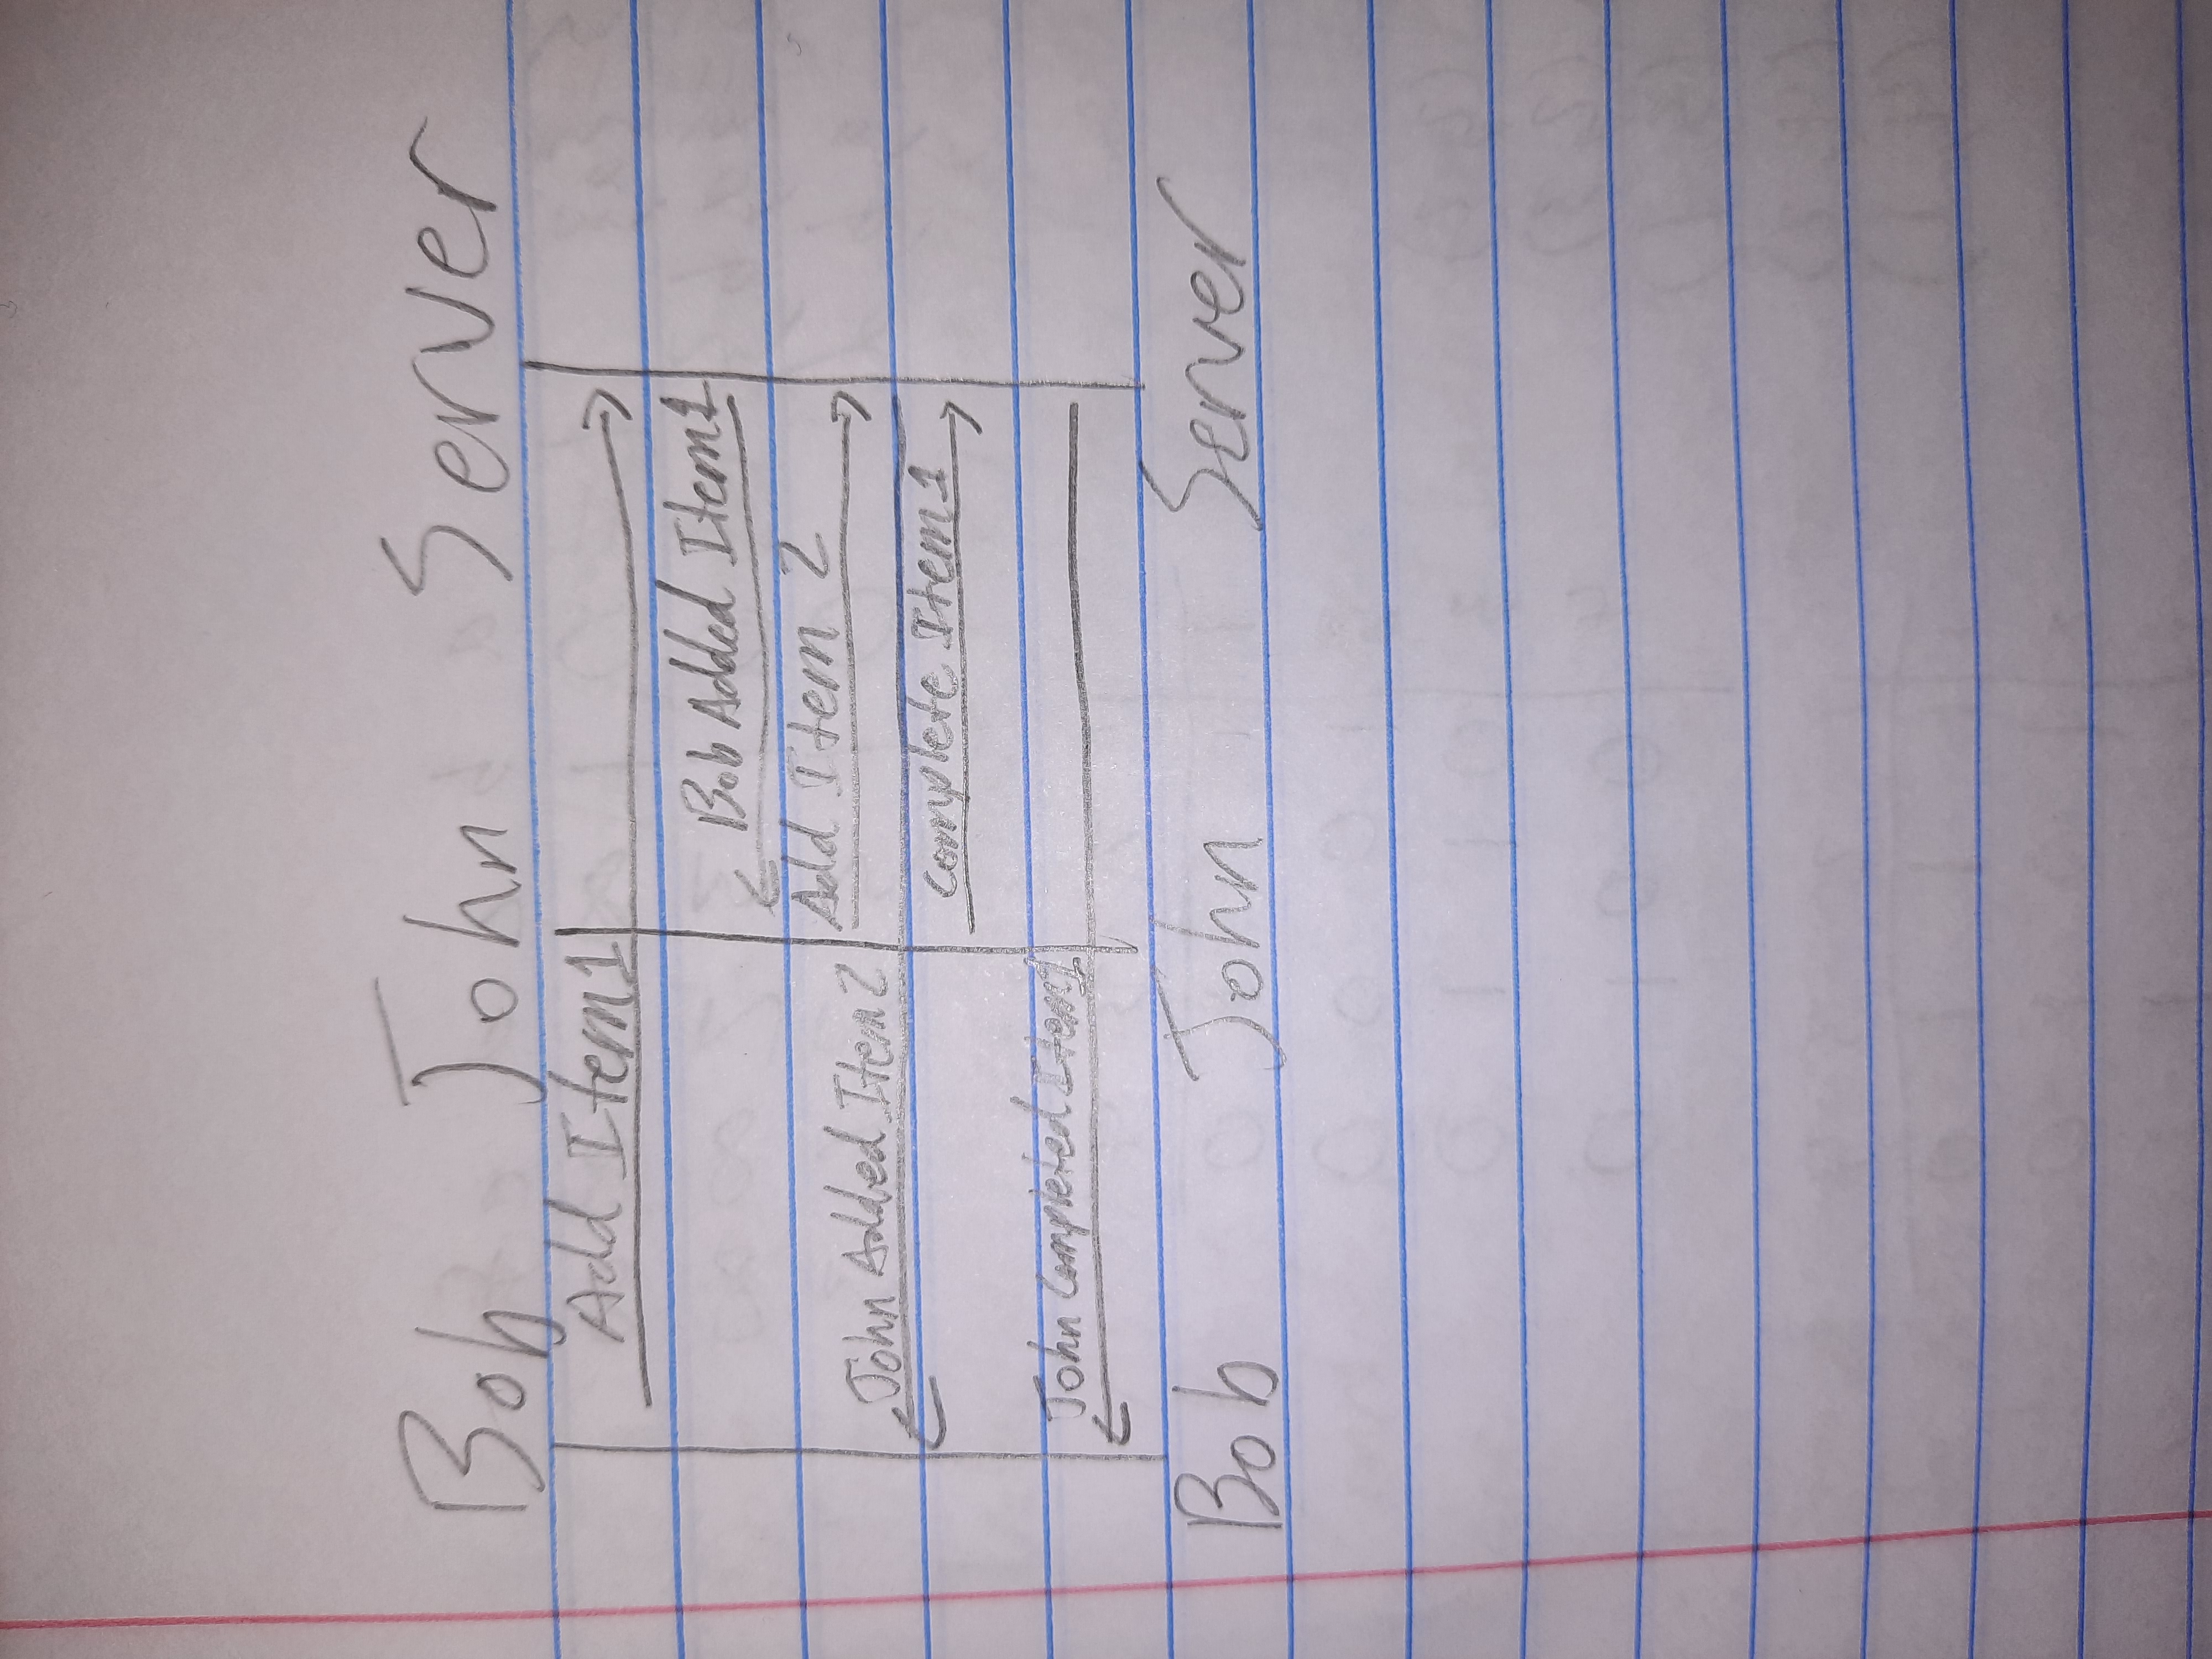 Bob John Server
Add Item1
Bob Added Item1
Add Item 2
John Added Item2
Complete Item1
John Completed Item1
Bob John Server